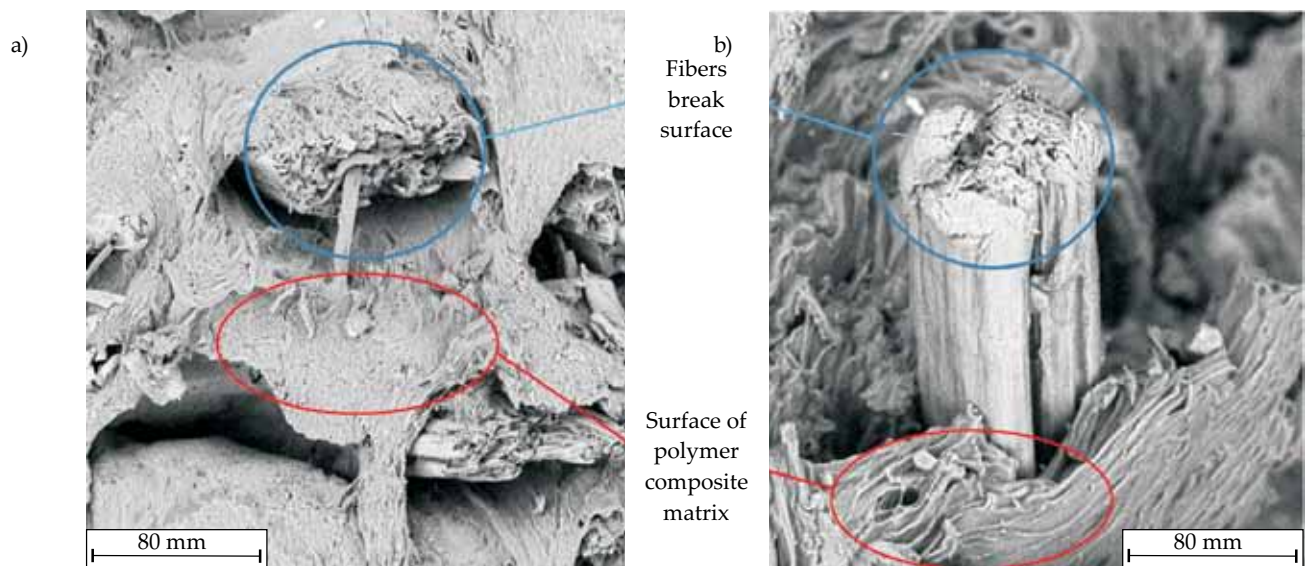 a)
b)
Fibers
break
surface
Surface of
polymer
composite
matrix
80 mm
80 mm